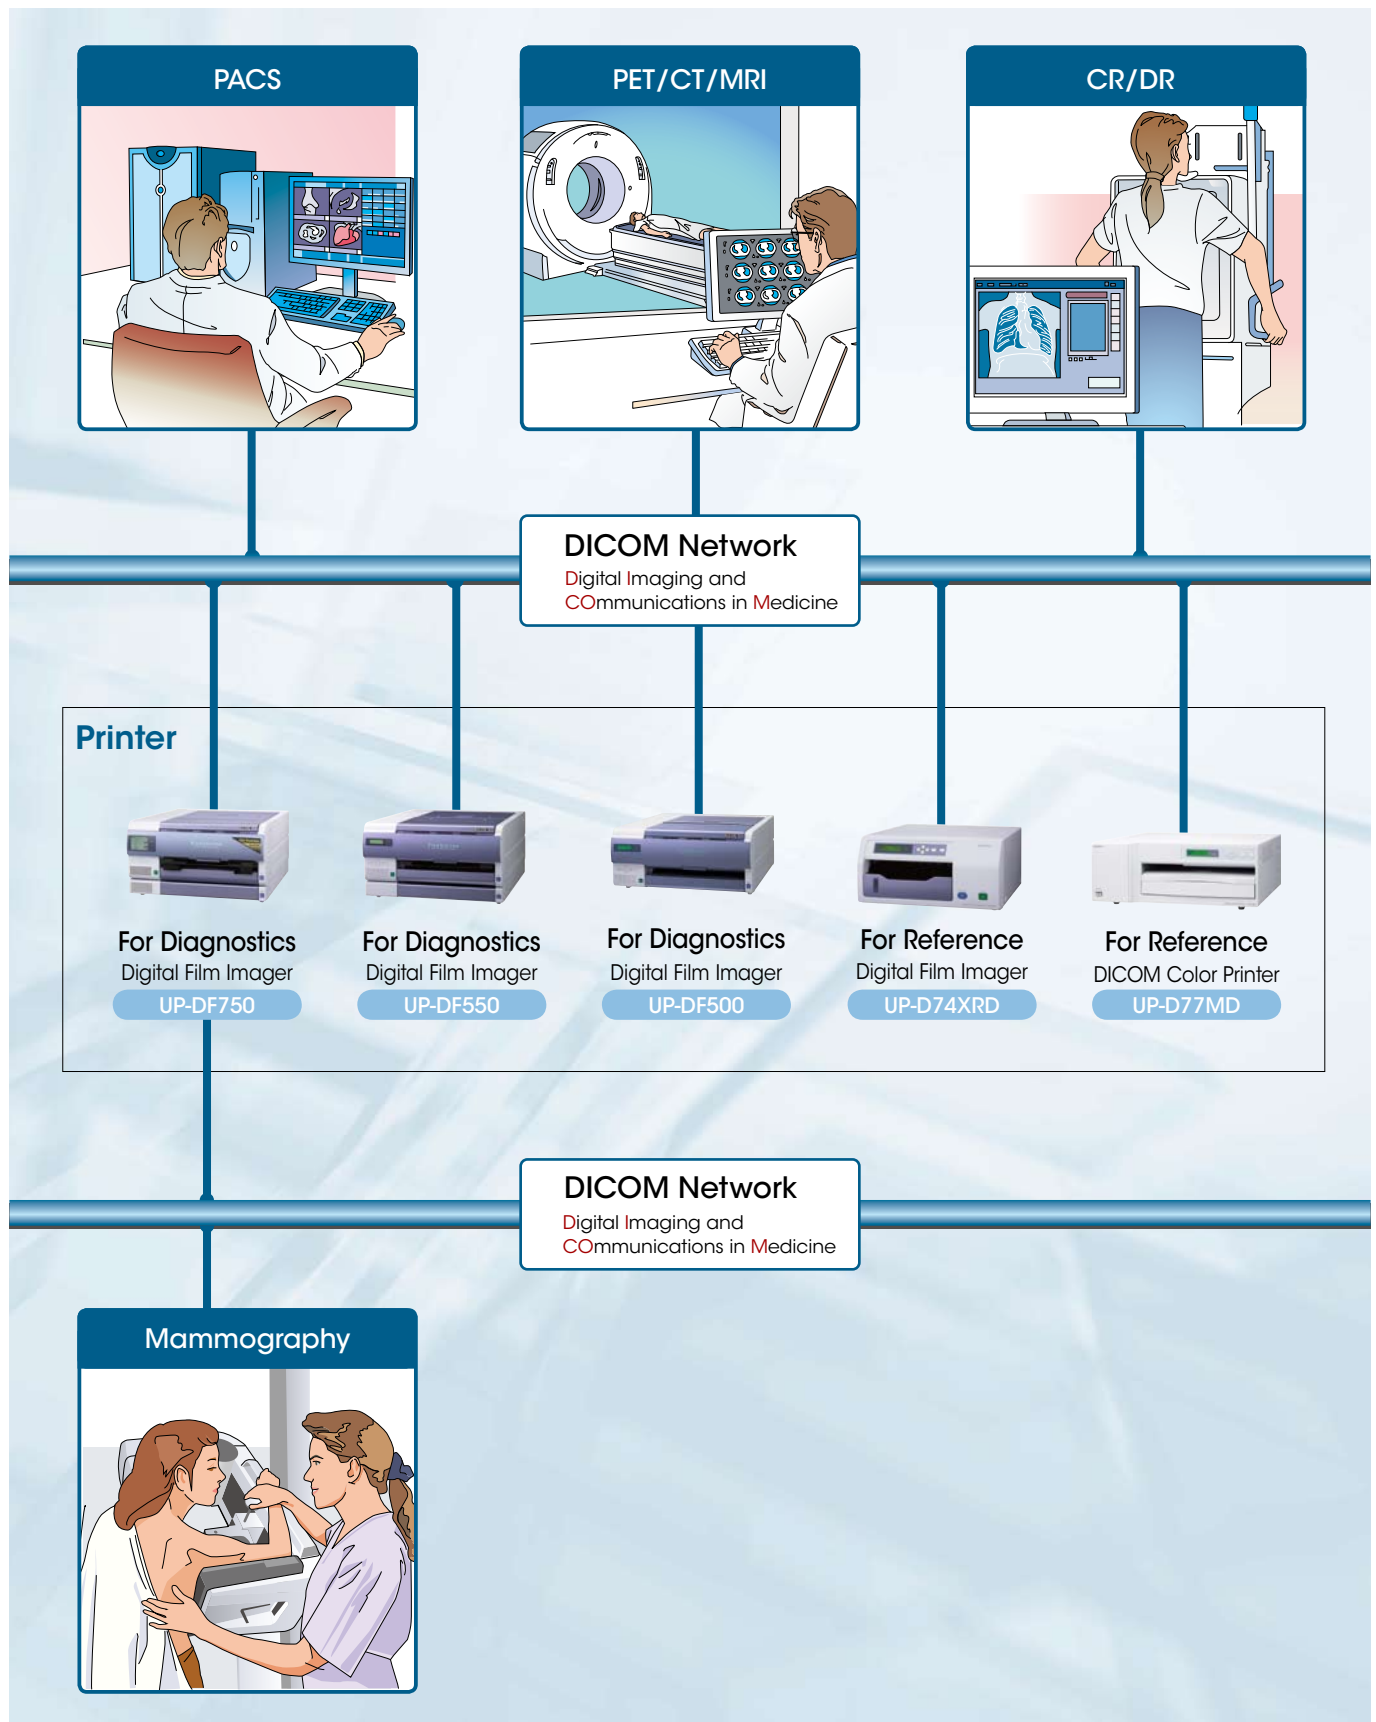 PACS
PET/CT/MRI
CR/DR
DICOM Network
Digital Imaging and
COmmunications in Medicine
Printer
For Diagnostics
Digital Film Imager
UP-DF750
For Diagnostics
Digital Film Imager
UP-DF550
For Diagnostics
Digital Film Imager
UP-DF500
For Reference
Digital Film Imager
UP-D74XRD
For Reference
DICOM Color Printer
UP-D77MD
DICOM Network
Digital Imaging and
COmmunications in Medicine
Mammography